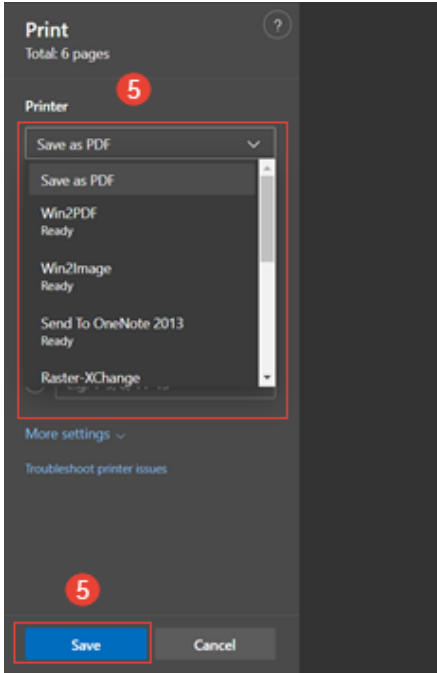 Print
?
Total: 6 pages
5
Printer
Save as PDF
Save as PDF
Win2PDF
Ready
Win2Image
Ready
Send To OneNote 2013
Ready
Raster-XChange
More settings
Troubleshoot printer issues
5
Save Cancel